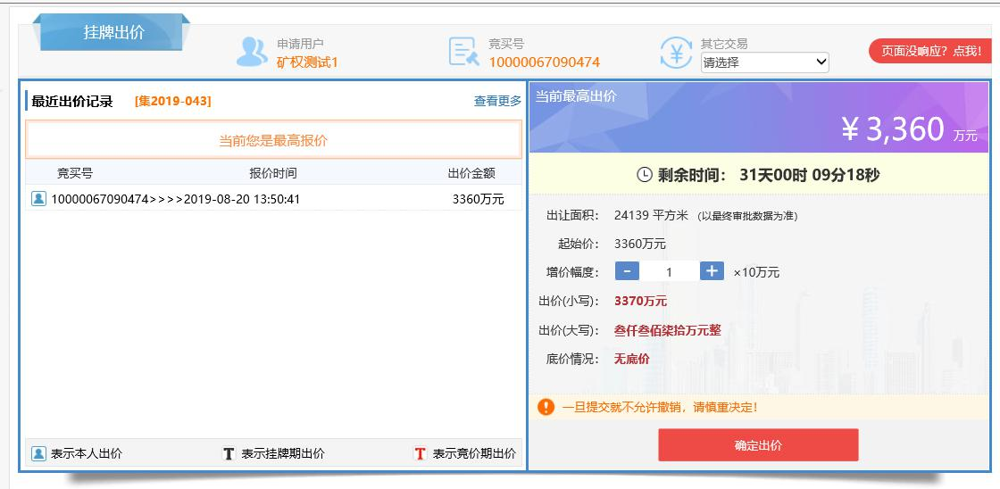 挂牌出价
申请用户
矿权测试1
竞买号
10000067090474
其它交易
请选择
页面没响应？点我！
最近出价记录 [集2019-043] 查看更多
当前您是最高报价
竞买号 报价时间 出价金额
10000067090474>>>>2019-08-20 13:50:41 3360万元
表示本人出价 T 表示挂牌期出价 T 表示竞价期出价
当前最高出价
¥3,360 万元
剩余时间： 31天00时 09分18秒
出让面积： 24139 平方米 (以最终审批数据为准)
起始价： 3360万元
增价幅度： - 1 + ×10万元
出价(小写)： 3370万元
出价(大写)： 叁仟叁佰柒拾万元整
底价情况： 无底价
一旦提交就不允许撤销，请慎重决定！
确定出价